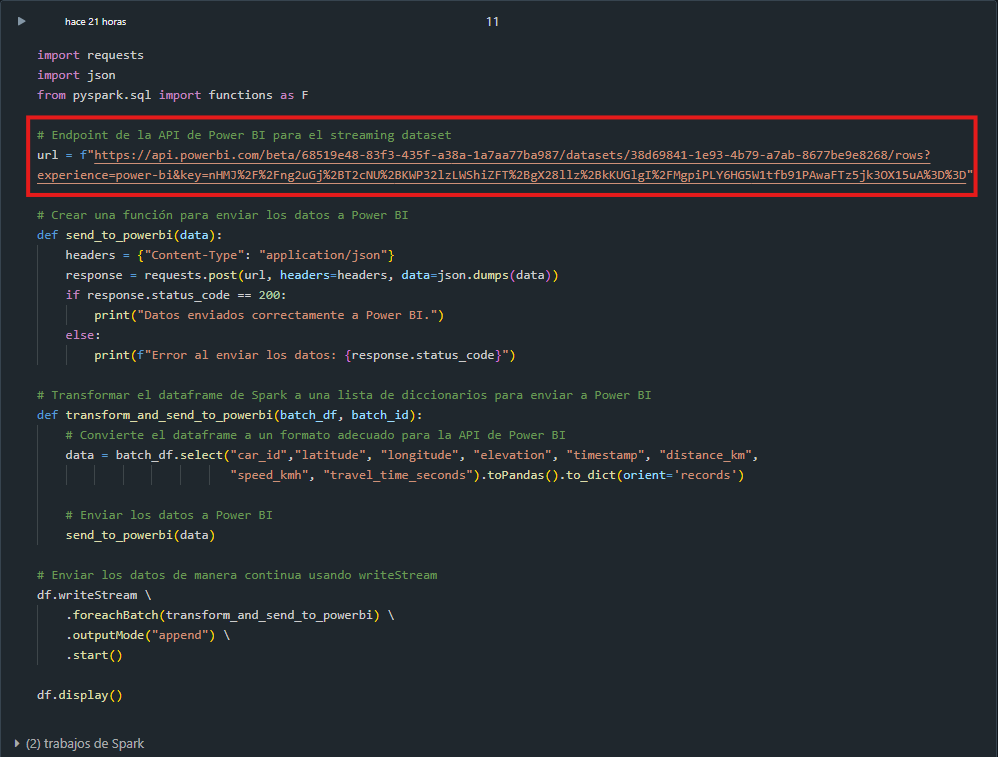 hace 21 horas
11
import requests
import json
from pyspark.sql import functions as F
# Endpoint de la API de Power BI para el streaming dataset
url = f"https://api.powerbi.com/beta/68519e48-83f3-435f-a38a-1a7aa77ba987/datasets/38d69841-1e93-4b79-a7ab-8677be9e8268/rows?
experience=power-bi&key=nHMJ%2F%2Fng2uGj%2BT2cNU%2BKWP32lzLWShiZFT%2BgX28llz%2BkKUGlgI%2FMgpiPLY6HG5W1tfb91PAwaFTz5jk3OX15uA%3D%3D"
# Crear una función para enviar los datos a Power BI
def send_to_powerbi(data):
    headers = {"Content-Type": "application/json"}
    response = requests.post(url, headers=headers, data=json.dumps(data))
    if response.status_code == 200:
        print("Datos enviados correctamente a Power BI.")
    else:
        print(f"Error al enviar los datos: {response.status_code}")
# Transformar el dataframe de Spark a una lista de diccionarios para enviar a Power BI
def transform_and_send_to_powerbi(batch_df, batch_id):
    # Convierte el dataframe a un formato adecuado para la API de Power BI
    data = batch_df.select("car_id","latitude", "longitude", "elevation", "timestamp", "distance_km",
                           "speed_kmh", "travel_time_seconds").toPandas().to_dict(orient='records')
    # Enviar los datos a Power BI
    send_to_powerbi(data)
# Enviar los datos de manera continua usando writeStream
df.writeStream \
    .foreachBatch(transform_and_send_to_powerbi) \
    .outputMode("append") \
    .start()
df.display()
(2) trabajos de Spark